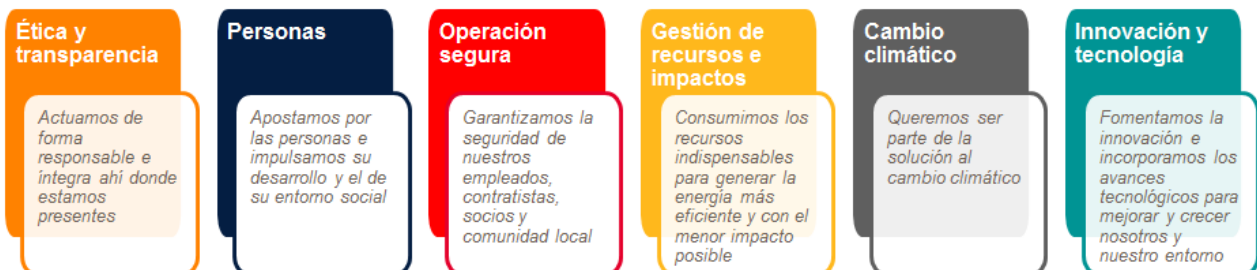 Ética y
transparencia
Actuamos de
forma
responsable e
íntegra ahí donde
estamos
presentes
Personas
Apostamos por
las personas e
impulsamos su
desarrollo y el de
su entorno social
Operación
segura
Garantizamos la
seguridad de
nuestros
empleados,
contratistas,
socios y
comunidad local
Gestión de
recursos e
impactos
Consumimos los
recursos
indispensables
para generar la
energía más
eficiente y con el
menor impacto
posible
Cambio
climático
Queremos ser
parte de la
solución al
cambio climático
Innovación y
tecnología
Fomentamos la
innovación e
incorporamos los
avances
tecnológicos para
mejorar y crecer
nosotros y
nuestro entorno